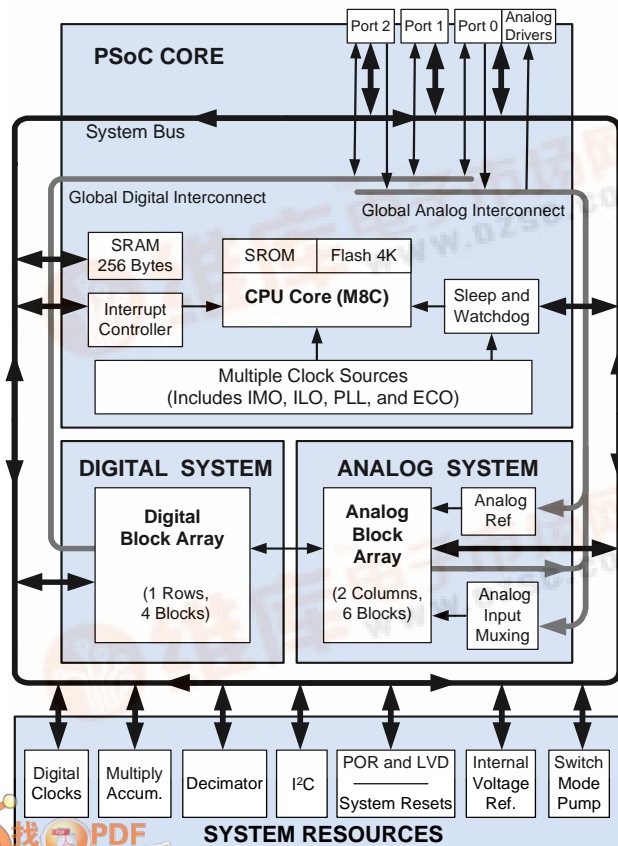 Port 2
Port 1
Port 0
Analog
Drivers
PSoC CORE
System Bus
Global Digital Interconnect
Global Analog Interconnect
SRAM
256 Bytes
SROM
Flash 4K
CPU Core (M8C)
Interrupt
Controller
Sleep and
Watchdog
Multiple Clock Sources
(Includes IMO, ILO, PLL, and ECO)
DIGITAL SYSTEM
ANALOG SYSTEM
Digital
Block Array
(1 Rows,
4 Blocks)
Analog
Block
Array
(2 Columns,
6 Blocks)
Analog
Ref
Analog
Input
Muxing
Digital
Clocks
Multiply
Accum.
Decimator
I²C
POR and LVD
System Resets
Internal
Voltage
Ref.
Switch
Mode
Pump
SYSTEM RESOURCES
找 PDF